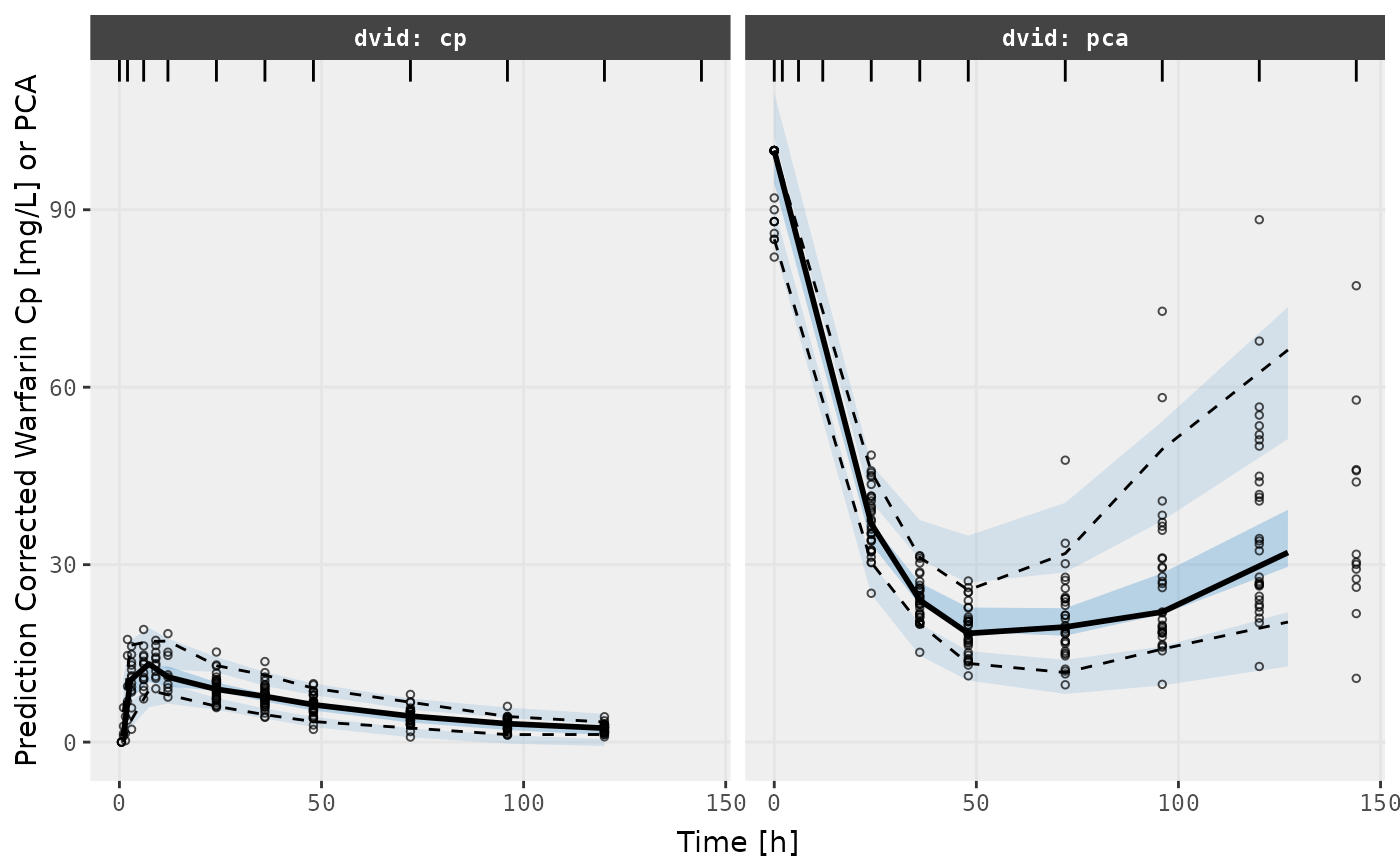 dvid: cp
dvid: pca
Prediction Corrected Warfarin Cp [mg/L] or PCA
90
60
30
0
0 50 100 150
0 50 100 150
Time [h]